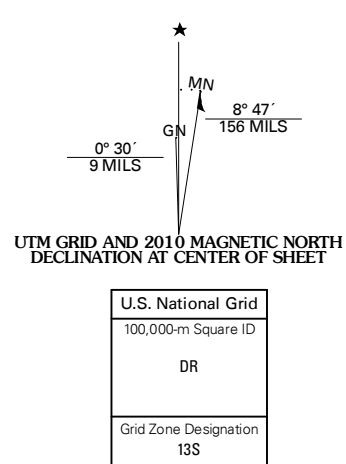 ★
MN
8° 47´
156 MILS
GN
0° 30´
9 MILS
UTM GRID AND 2010 MAGNETIC NORTH
DECLINATION AT CENTER OF SHEET
U.S. National Grid
100,000-m Square ID
DR
Grid Zone Designation
13S